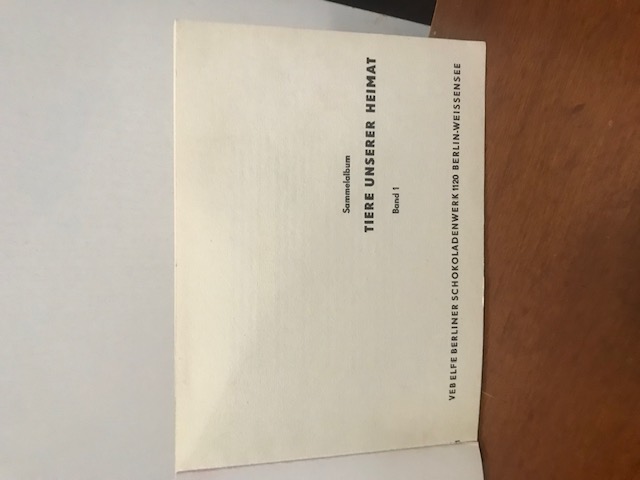 Sammelalbum
TIERE UNSERER HEIMAT
Band 1
VEB ELFE BERLINER SCHOKOLADENWERK 1120 BERLIN-WEISSENSEE